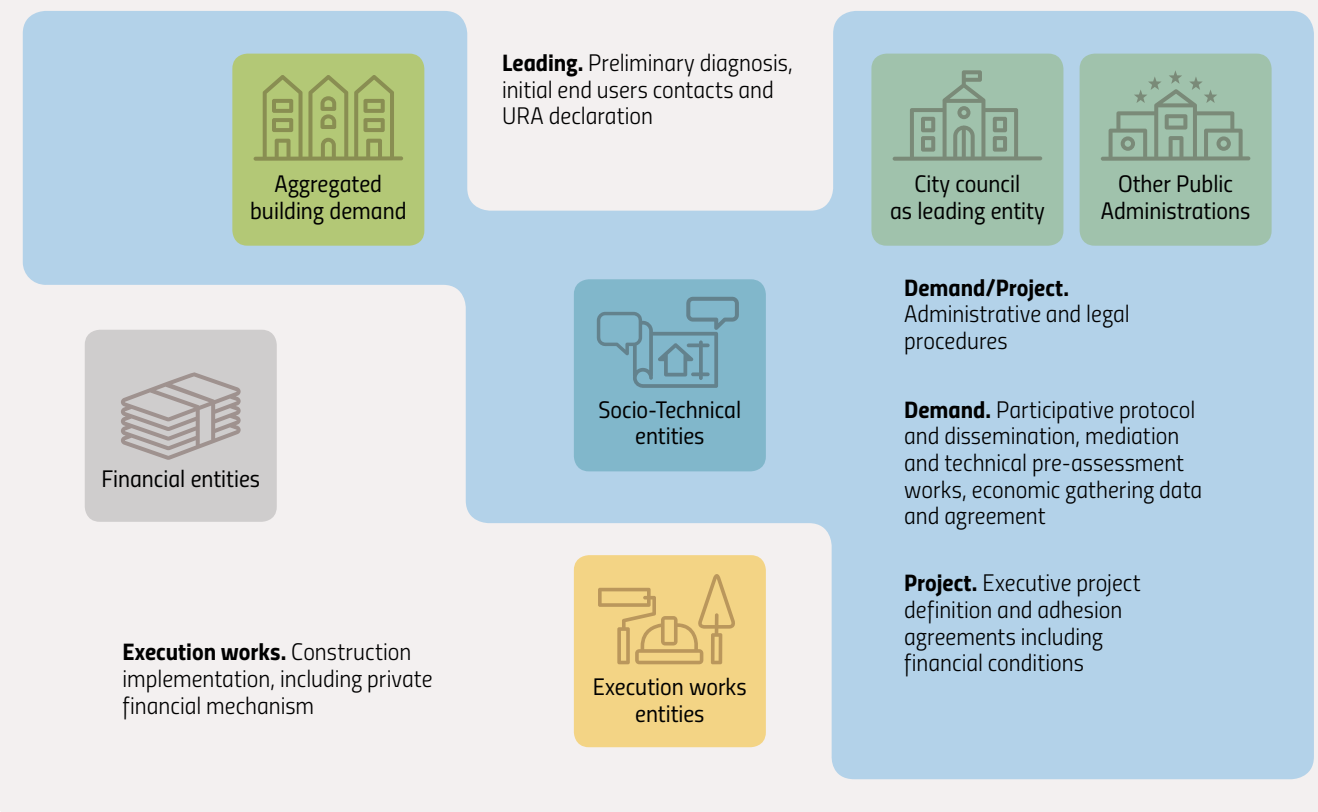 Leading. Preliminary diagnosis,
initial end users contacts and
URA declaration
Aggregated
building demand
City council
as leading entity
Other Public
Administrations
Demand/Project.
Administrative and legal
procedures
Socio-Technical
entities
Demand. Participative protocol
and dissemination, mediation
and technical pre-assessment
works, economic gathering data
and agreement
Financial entities
Project. Executive project
definition and adhesion
agreements including
financial conditions
Execution works. Construction
implementation, including private
financial mechanism
Execution works
entities